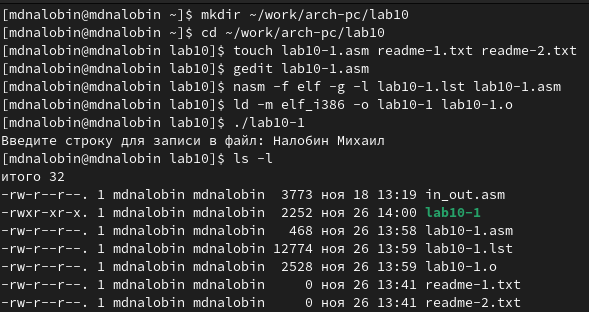 [mdnalobin@mdnalobin ~]$ mkdir ~/work/arch-pc/lab10
[mdnalobin@mdnalobin ~]$ cd ~/work/arch-pc/lab10
[mdnalobin@mdnalobin lab10]$ touch lab10-1.asm readme-1.txt readme-2.txt
[mdnalobin@mdnalobin lab10]$ gedit lab10-1.asm
[mdnalobin@mdnalobin lab10]$ nasm -f elf -g -l lab10-1.lst lab10-1.asm
[mdnalobin@mdnalobin lab10]$ ld -m elf_i386 -o lab10-1 lab10-1.o
[mdnalobin@mdnalobin lab10]$ ./lab10-1
Введите строку для записи в файл: Налобин Михаил
[mdnalobin@mdnalobin lab10]$ ls -l
итого 32
-rw-r--r--. 1 mdnalobin mdnalobin  3773 ноя 18 13:19 in_out.asm
-rwxr-xr-x. 1 mdnalobin mdnalobin  2252 ноя 26 14:00 lab10-1
-rw-r--r--. 1 mdnalobin mdnalobin   468 ноя 26 13:58 lab10-1.asm
-rw-r--r--. 1 mdnalobin mdnalobin 12774 ноя 26 13:59 lab10-1.lst
-rw-r--r--. 1 mdnalobin mdnalobin  2528 ноя 26 13:59 lab10-1.o
-rw-r--r--. 1 mdnalobin mdnalobin     0 ноя 26 13:41 readme-1.txt
-rw-r--r--. 1 mdnalobin mdnalobin     0 ноя 26 13:41 readme-2.txt